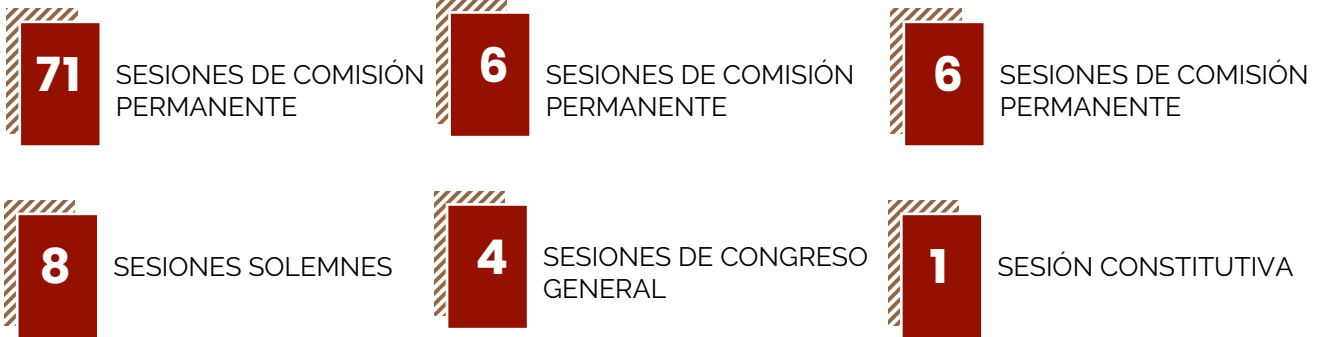 71
SESIONES DE COMISIÓN
PERMANENTE
6
SESIONES DE COMISIÓN
PERMANENTE
6
SESIONES DE COMISIÓN
PERMANENTE
8
SESIONES SOLEMNES
4
SESIONES DE CONGRESO
GENERAL
1
SESIÓN CONSTITUTIVA